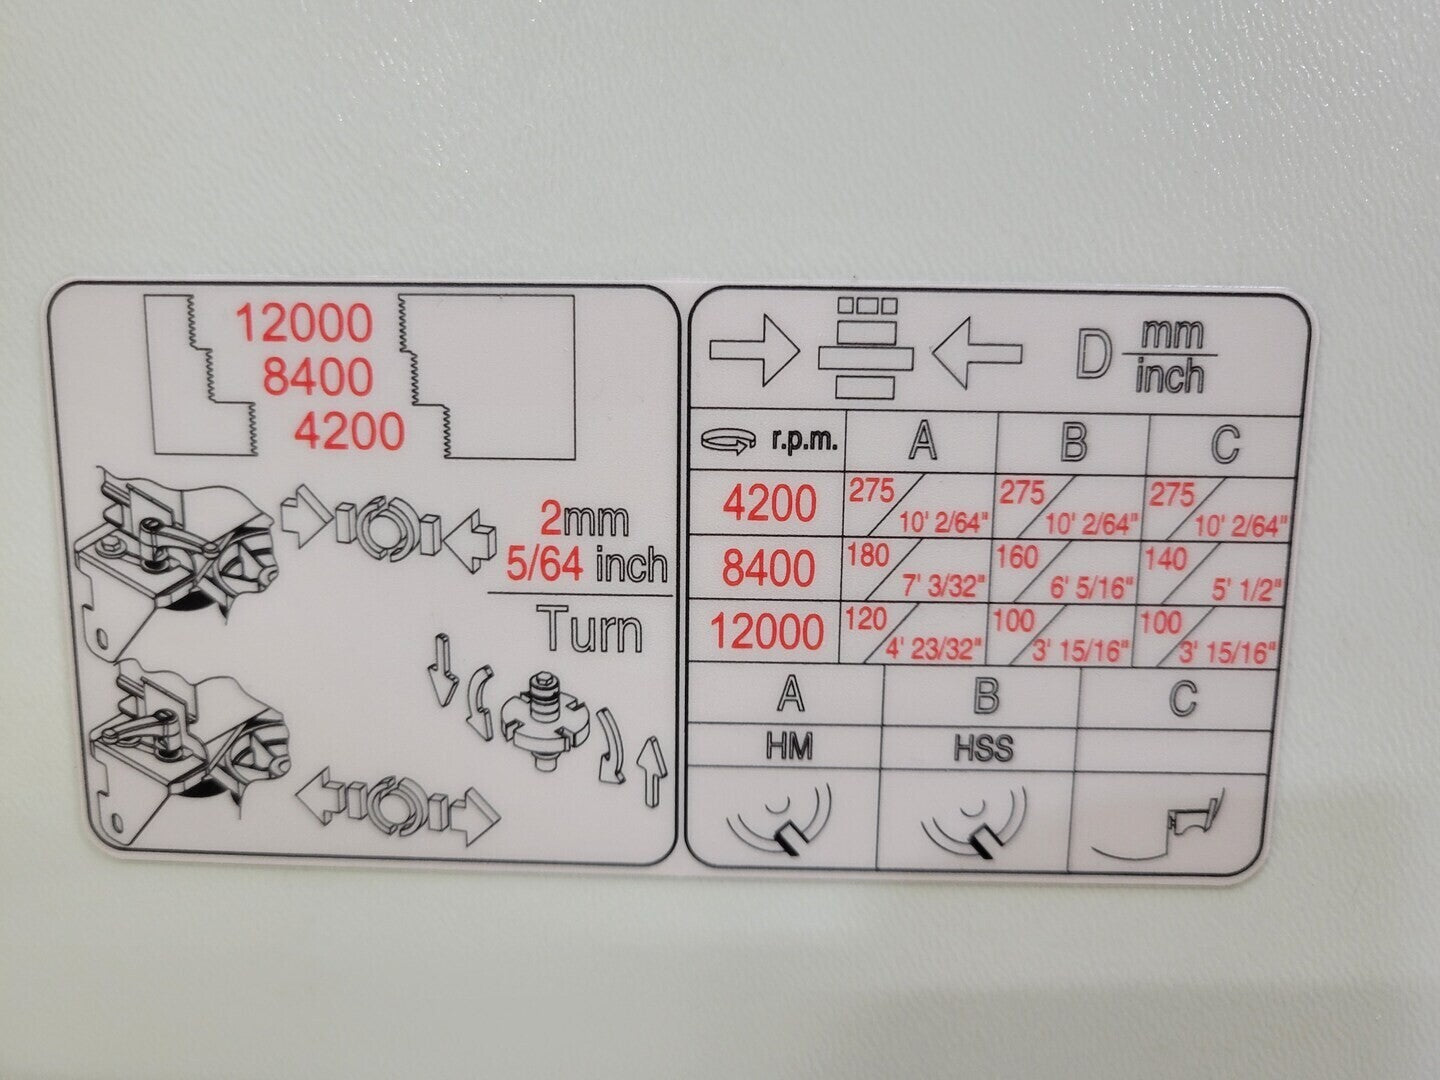 12000
8400
4200
2mm
5/64 inch
Turn
D mm
inch
r.p.m. A B C
4200 275 / 10' 2/64" 275 / 10' 2/64" 275 / 10' 2/64"
8400 180 / 7' 3/32" 160 / 6' 5/16" 140 / 5' 1/2"
12000 120 / 4' 23/32" 100 / 3' 15/16" 100 / 3' 15/16"
A B C
HM HSS